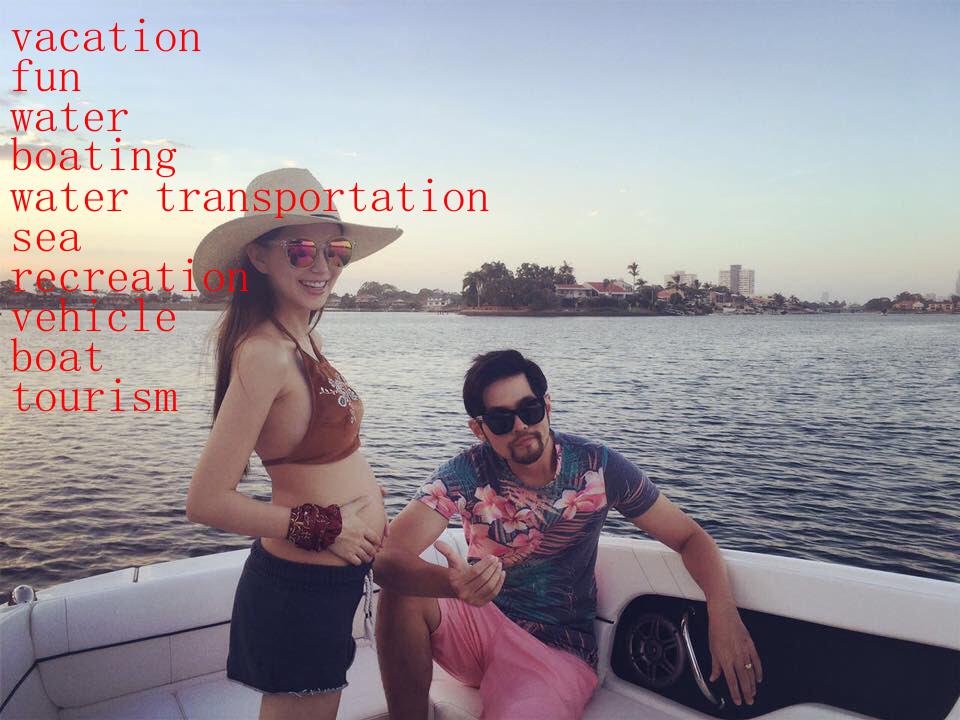 vacation
fun
water
boating
water transportation
sea
recreation
vehicle
boat
tourism